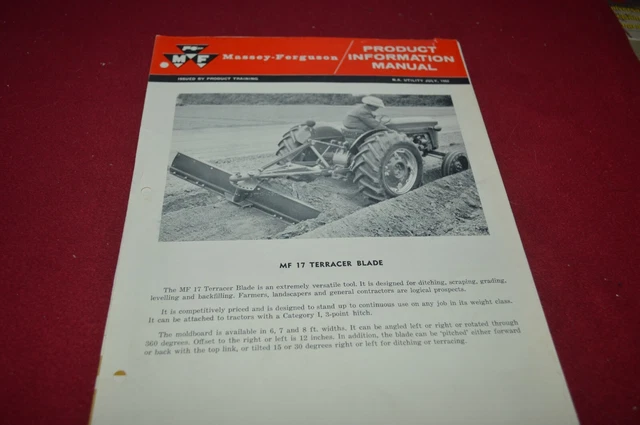 MF
Massey-Ferguson
PRODUCT
INFORMATION
MANUAL
ISSUED BY PRODUCT TRAINING
UTILITY JULY,
MF 17 TERRACER BLADE
The MF 17 Terracer Blade is an extremely versatile tool. It is designed for ditching, scraping, grading,
levelling and backfilling. Farmers, landscapers and general contractors are logical prospects.
It is competitively priced and is designed to stand up to continuous use on any job in its weight class.
It can be attached to tractors with a Category I, 3-point hitch.
The moldboard is available in 6, 7 and 8 ft. widths. It can be angled left or right or rotated through
360 degrees. Offset to the right or left is 12 inches. In addition, the blade can be 'pitched' either forward
or back with the top link, or tilted 15 or 30 degrees right or left for ditching or terracing.